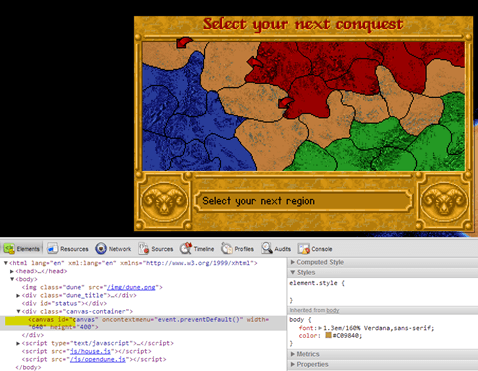 Select your next conquest
Select your next region
Elements Resources Network Sources Timeline Profiles Audits Console
<html lang="en" xml:lang="en" xmlns="http://www.w3.org/1999/xhtml">
<head>…</head>
<body>
<img class="dune" src="/img/dune.png">
<div class="dune_title">…</div>
<div class="status">…</div>
<div class="canvas-container">
<canvas id="canvas" oncontextmenu="event.preventDefault()" width=
"640" height="400">
</div>
<script type="text/javascript">…</script>
<script src="js/house.js"></script>
<script src="/js/opendune.js"></script>
Computed Style
Styles
element.style {
}
Inherited from body
body {
font: 1.3em/160% Verdana,sans-serif;
color: #C09840;
}
Metrics
Properties